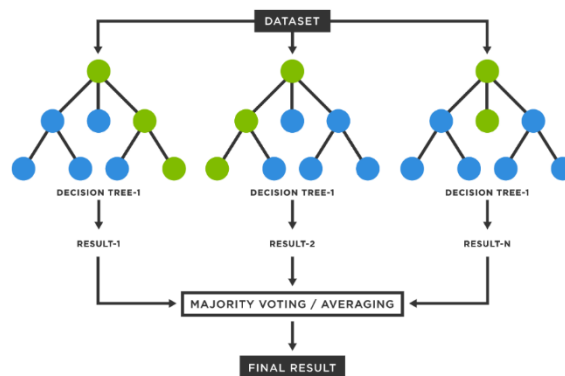 DATASET
DECISION TREE-1
DECISION TREE-1
DECISION TREE-1
RESULT-1
RESULT-2
RESULT-N
MAJORITY VOTING / AVERAGING
FINAL RESULT